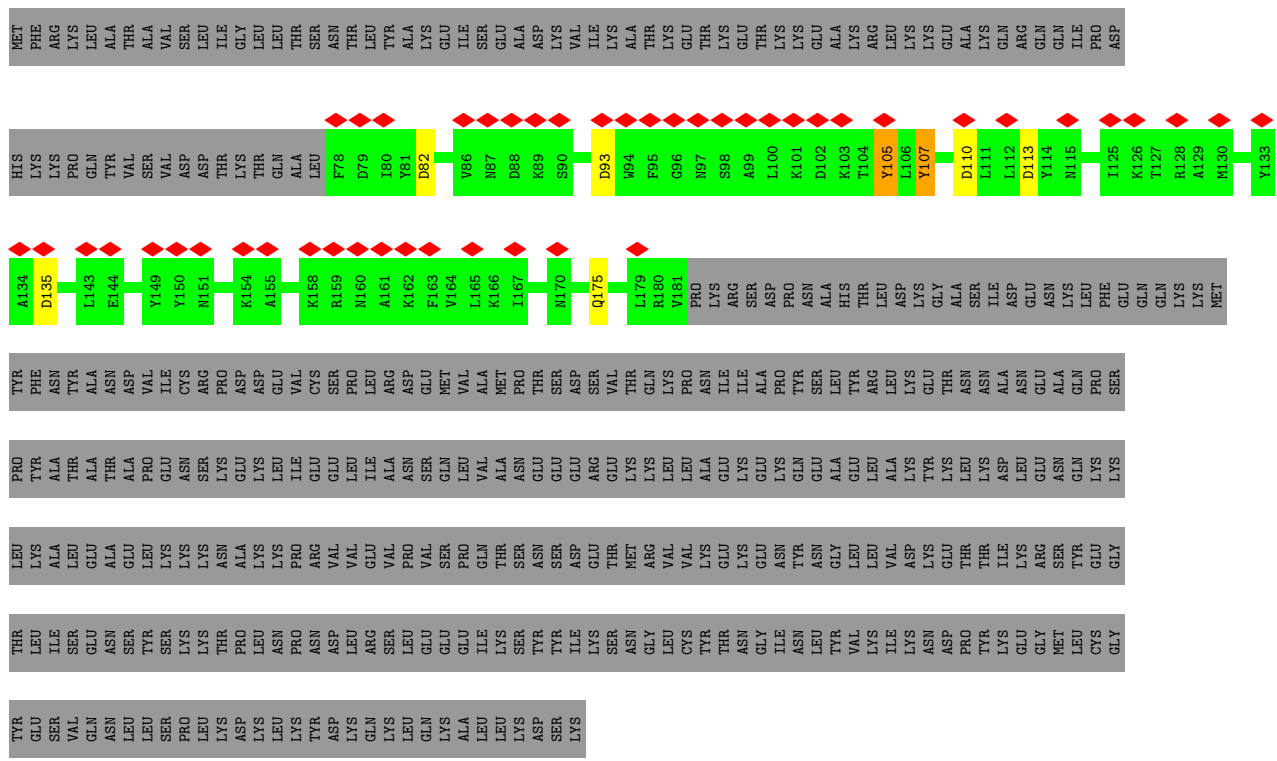 MET PHE ARG LYS LEU ALA THR ALA VAL SER LEU ILE GLY LEU LEU THR SER ASN THR LEU TYR ALA LYS GLU ILE SER GLU ALA ASP LYS VAL ILE LYS ALA THR LYS GLU THR LYS GLU THR LYS LYS GLU ALA LYS ARG LEU LYS LYS GLU ALA LYS GLN ARG GLN GLN ILE PRO ASP
HIS LYS LYS PRO GLN TYR VAL SER VAL ASP ASP THR LYS THR GLN ALA LEU F78 D79 I80 Y81 D82 V86 N87 D88 K89 S90 D93 W94 F95 G96 N97 S98 A99 L100 K101 D102 K103 T104 Y105 L106 Y107 D110 L111 L112 D113 Y114 N115 I125 K126 T127 R128 A129 M130 Y133
A134 D135 L143 E144 Y149 Y150 N151 K154 A155 K158 R159 N160 A161 K162 F163 V164 L165 K166 I167 N170 Q175 L179 R180 V181 PRO LYS ARG SER ASP PRO ASN ALA HIS THR LEU ASP LYS GLY ALA SER ILE ASP GLU ASN LYS LEU PHE GLU GLN GLN LYS LYS MET
TYR PHE ASN TYR ALA ASN ASP VAL ILE CYS ARG PRO ASP ASP GLU VAL CYS SER PRO LEU ARG ASP GLU MET VAL ALA MET PRO THR SER ASP SER VAL THR GLN LYS PRO ASN ILE ILE ALA PRO TYR SER LEU TYR ARG LEU LYS GLU THR ASN ASN ALA ASN GLU ALA GLN PRO SER
PRO TYR ALA THR ALA THR ALA PRO GLU ASN SER LYS GLU LYS LEU ILE GLU GLU LEU ILE ALA ASN SER GLN LEU VAL ALA ASN GLU GLU GLU ARG GLU LYS LYS LEU LEU ALA GLU LYS GLU LYS GLN GLU ALA GLU LEU ALA LYS TYR LYS LEU LYS ASP LEU GLU ASN GLN LYS LYS
LEU LYS ALA LEU GLU ALA GLU LEU LYS LYS LYS ASN ALA LYS LYS PRO ARG VAL VAL GLU VAL PRO VAL SER PRO GLN THR SER ASN SER ASP GLU THR MET ARG VAL VAL LYS GLU LYS GLU ASN TYR ASN GLY LEU LEU VAL ASP LYS GLU THR THR ILE LYS ARG SER TYR GLU GLY
THR LEU ILE SER GLU ASN SER TYR SER LYS LYS THR PRO LEU ASN PRO ASN ASP LEU ARG SER LEU GLU GLU GLU ILE LYS SER TYR TYR ILE LYS SER ASN GLY LEU CYS TYR THR ASN GLY ILE ASN LEU TYR VAL LYS ILE LYS ASN ASP PRO TYR LYS GLU GLY MET LEU CYS GLY
TYR GLU SER VAL GLN ASN LEU LEU SER PRO LEU LYS ASP LYS LEU LYS TYR ASP LYS GLN LYS LEU GLN LYS ALA LEU LEU LYS ASP SER LYS